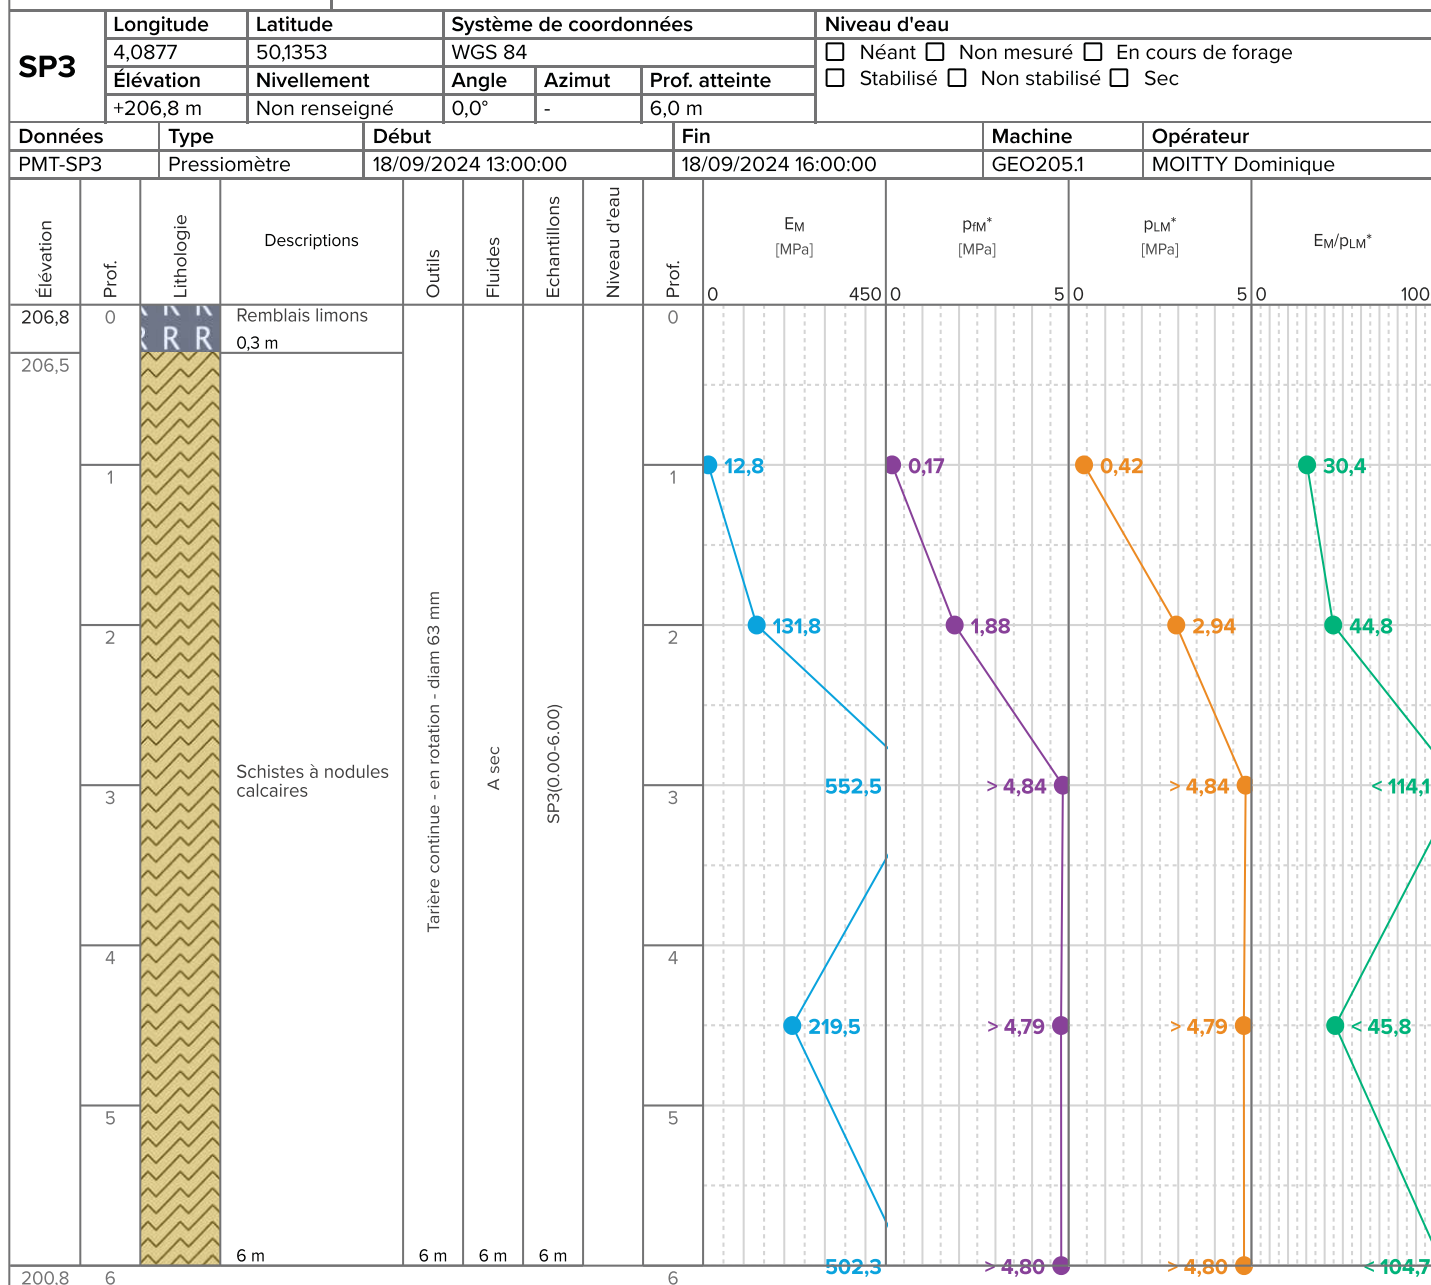 SP3
Longitude Latitude Système de coordonnées Niveau d'eau
4,0877 50,1353 WGS 84 Néant Non mesuré En cours de forage
Élévation Nivellement Angle Azimut Prof. atteinte Stabilisé Non stabilisé Sec
+206,8 m Non renseigné 0,0° - 6,0 m
Données Type Début Fin Machine Opérateur
PMT-SP3 Pressiomètre 18/09/2024 13:00:00 18/09/2024 16:00:00 GEO205.1 MOITTY Dominique
Élévation Prof. Lithologie Descriptions Outils Fluides Echantillons Niveau d'eau Prof. EM [MPa] pfM* [MPa] pLM* [MPa] EM/pLM*
0 450 0 5 0 5 0 100
206,8 0 R R R Remblais limons 0
R R R 0,3 m
206,5
1 1 12,8 0,17 0,42 30,4
2 2 131,8 1,88 2,94 44,8
Tarière continue - en rotation - diam 63 mm
A sec
SP3(0.00-6.00)
Schistes à nodules
calcaires
3 3 552,5 > 4,84 > 4,84 < 114,1
4 4
219,5 > 4,79 > 4,79 < 45,8
5 5
6 m 6 m 6 m 6 m
200,8 6 6 502,3 > 4,80 > 4,80 < 104,7